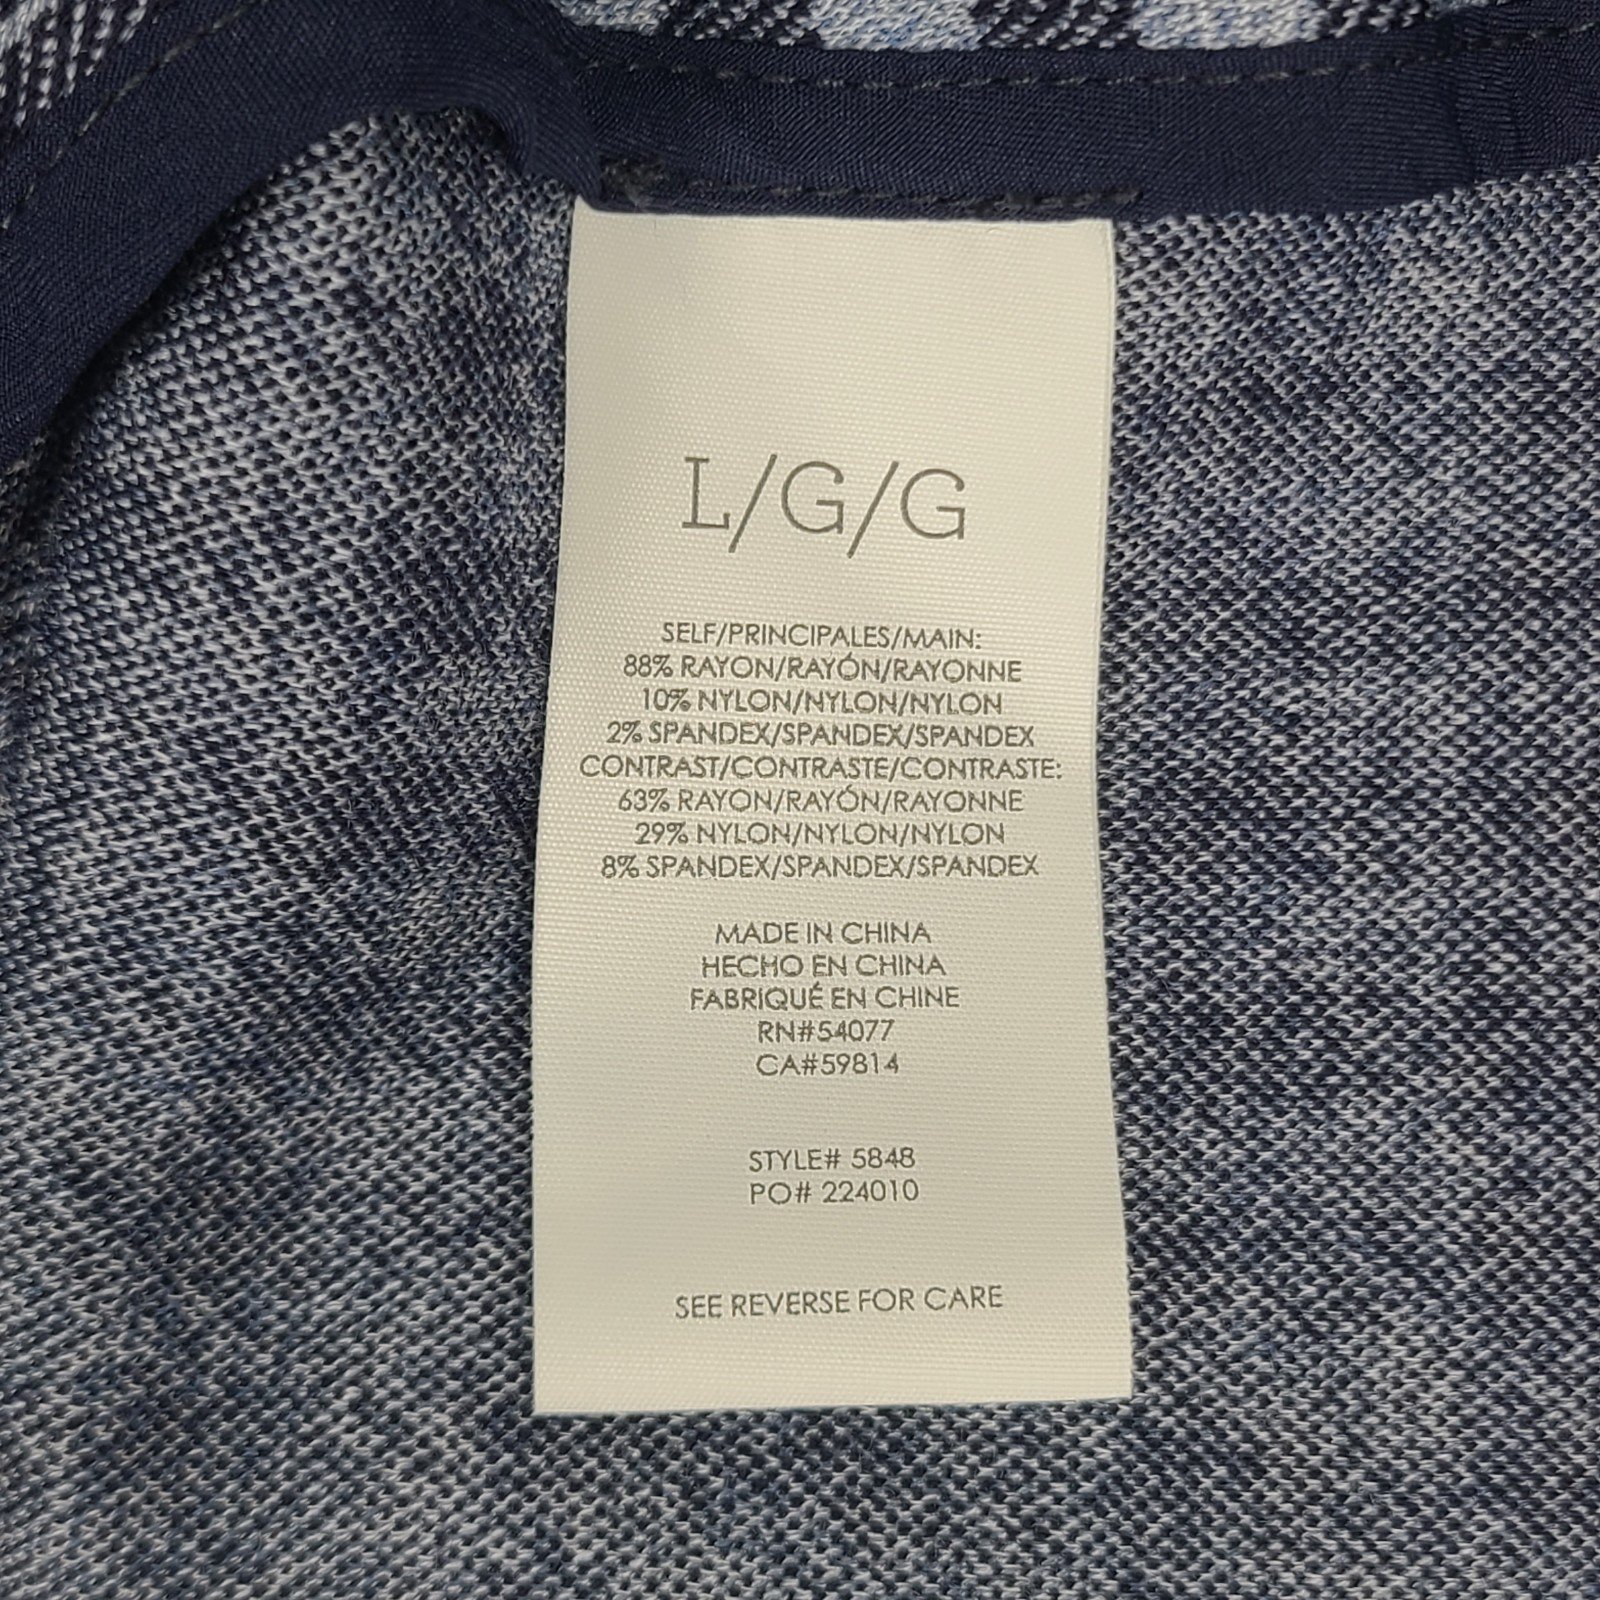 L/G/G
SELF/PRINCIPALES/MAIN:
88% RAYON/RAYÓN/RAYONNE
10% NYLON/NYLON/NYLON
2% SPANDEX/SPANDEX/SPANDEX
CONTRAST/CONTRASTE/CONTRASTE:
63% RAYON/RAYÓN/RAYONNE
29% NYLON/NYLON/NYLON
8% SPANDEX/SPANDEX/SPANDEX
MADE IN CHINA
HECHO EN CHINA
FABRIQUÉ EN CHINE
RN#54077
CA#59814
STYLE# 5848
PO# 224010
SEE REVERSE FOR CARE